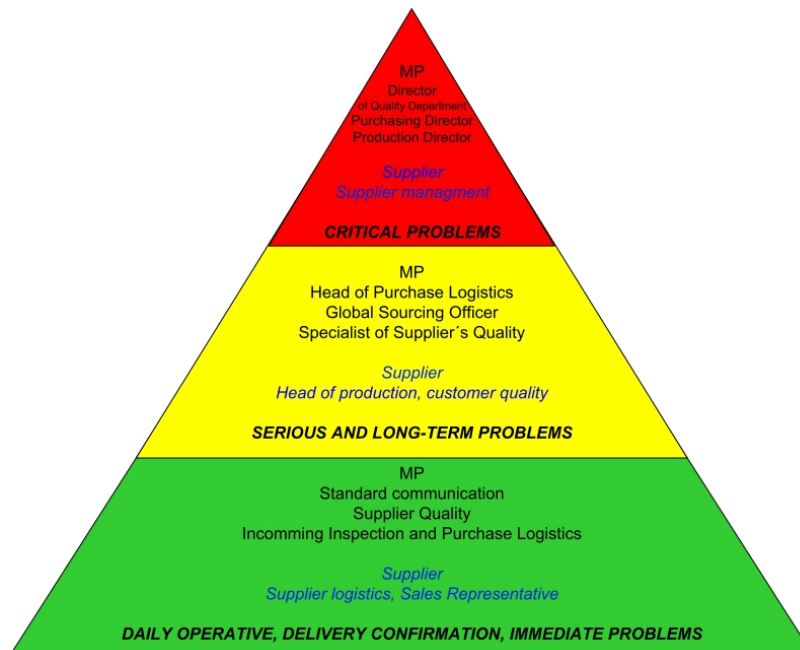 MP
Director
of Quality Department
Purchasing Director
Production Director
Supplier
Supplier managment
CRITICAL PROBLEMS
MP
Head of Purchase Logistics
Global Sourcing Officer
Specialist of Supplier´s Quality
Supplier
Head of production, customer quality
SERIOUS AND LONG-TERM PROBLEMS
MP
Standard communication
Supplier Quality
Incomming Inspection and Purchase Logistics
Supplier
Supplier logistics, Sales Representative
DAILY OPERATIVE, DELIVERY CONFIRMATION, IMMEDIATE PROBLEMS